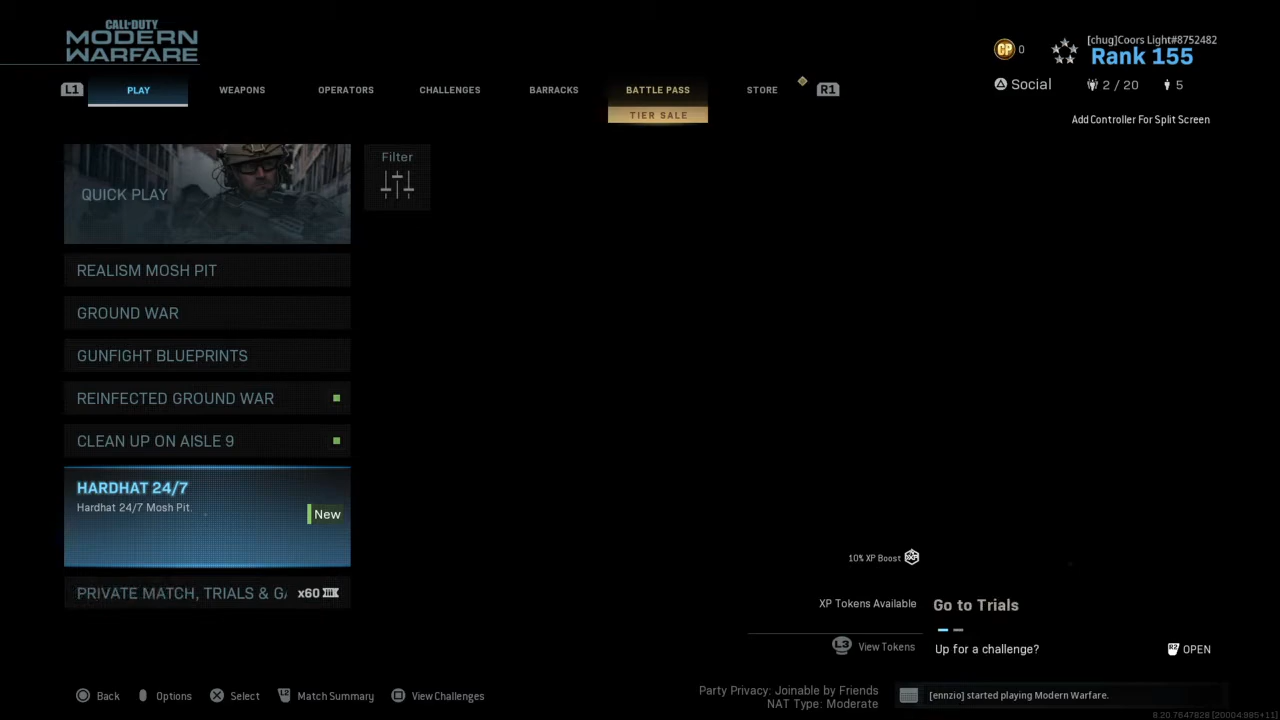 CALL OF DUTY
MODERN
WARFARE
0
[chug]Coors Light#8752482
Rank 155
Social
2 / 20
5
Add Controller For Split Screen
L1
PLAY
WEAPONS
OPERATORS
CHALLENGES
BARRACKS
BATTLE PASS
TIER SALE
STORE
R1
QUICK PLAY
Filter
REALISM MOSH PIT
GROUND WAR
GUNFIGHT BLUEPRINTS
REINFECTED GROUND WAR
CLEAN UP ON AISLE 9
HARDHAT 24/7
Hardhat 24/7 Mosh Pit.
New
PRIVATE MATCH, TRIALS & G
x60
10% XP Boost
XP Tokens Available
L3 View Tokens
Go to Trials
Up for a challenge?
R2 OPEN
Back
Options
Select
L2 Match Summary
View Challenges
Party Privacy: Joinable by Friends
NAT Type: Moderate
[ennzio] started playing Modern Warfare.